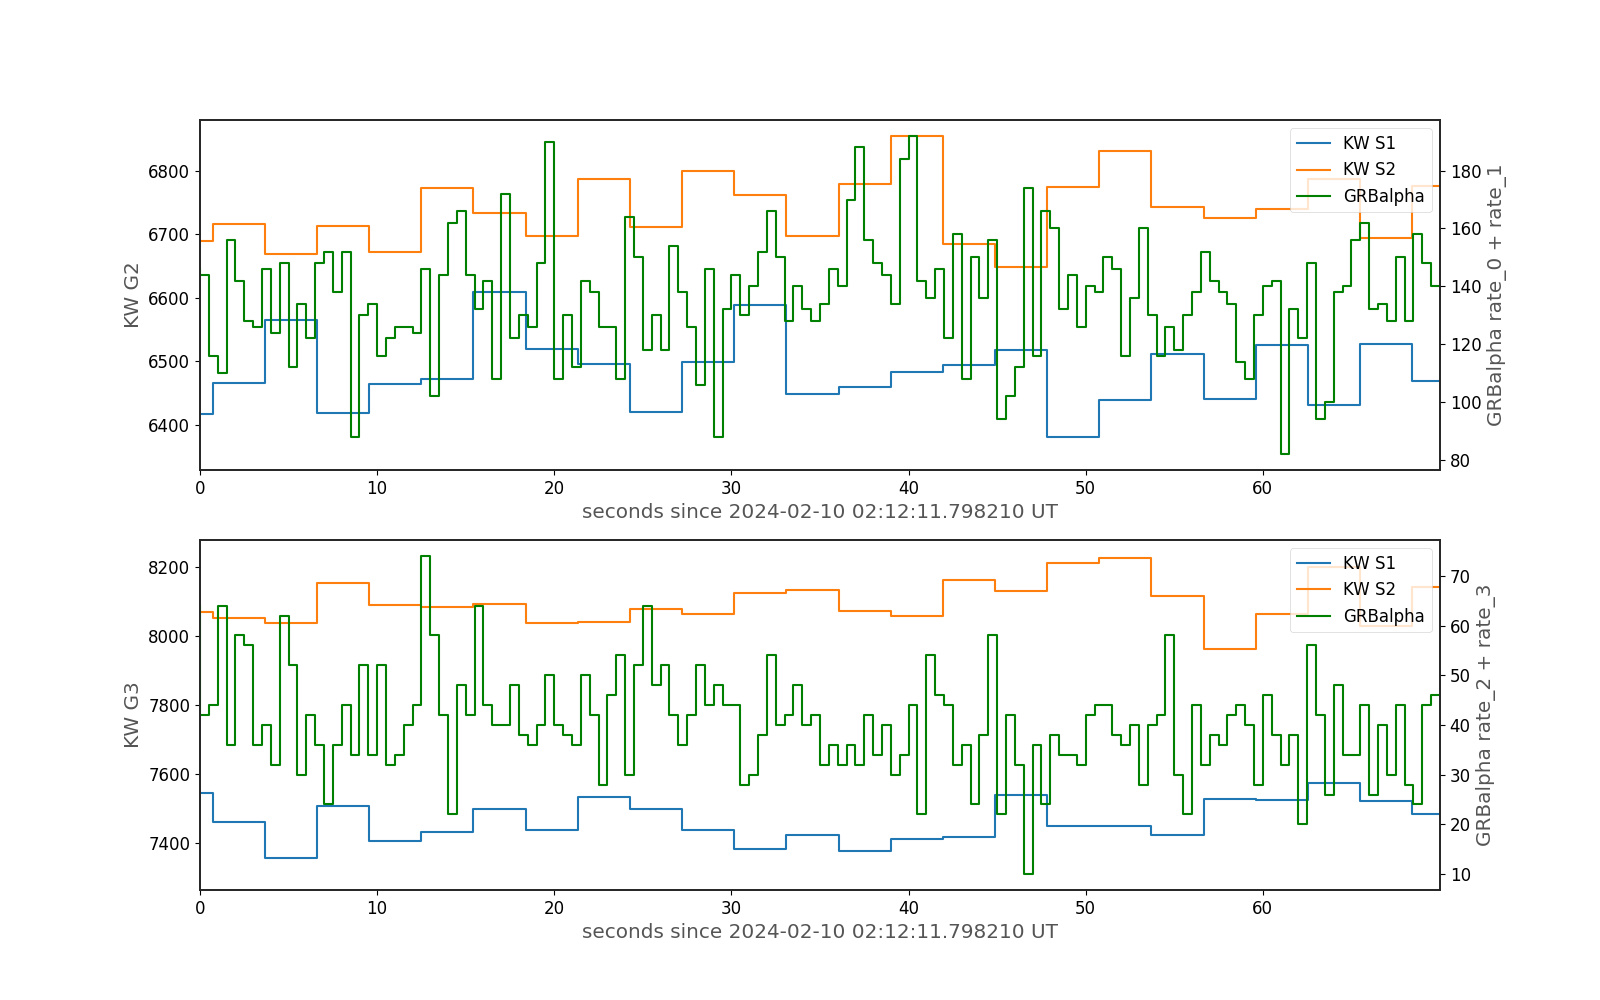 KW S1
KW S2
GRBalpha
6800
6700
6600
6500
6400
KW G2
180
160
140
120
100
80
GRBalpha rate_0 + rate_1
0 10 20 30 40 50 60
seconds since 2024-02-10 02:12:11.798210 UT
KW S1
KW S2
GRBalpha
8200
8000
7800
7600
7400
KW G3
70
60
50
40
30
20
10
GRBalpha rate_2 + rate_3
0 10 20 30 40 50 60
seconds since 2024-02-10 02:12:11.798210 UT